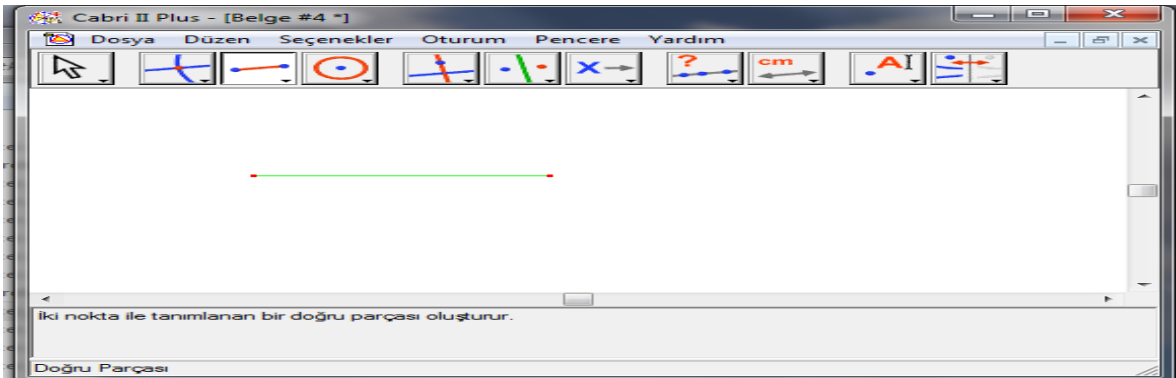 Cabri II Plus - [Belge #4 *]
Dosya Düzen Seçenekler Oturum Pencere Yardım
? cm A
İki nokta ile tanımlanan bir doğru parçası oluşturur.
Doğru Parçası